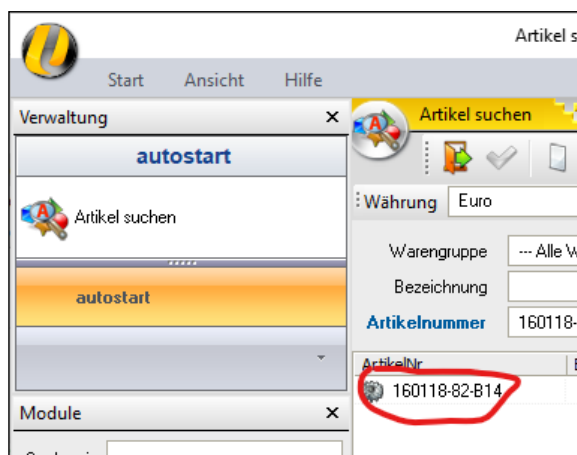 Artikel s
Start Ansicht Hilfe
Verwaltung
autostart
Artikel suchen
autostart
Module
Artikel suchen
Währung Euro
Warengruppe --- Alle W
Bezeichnung
Artikelnummer 160118-
ArtikelNr
160118-82-B14